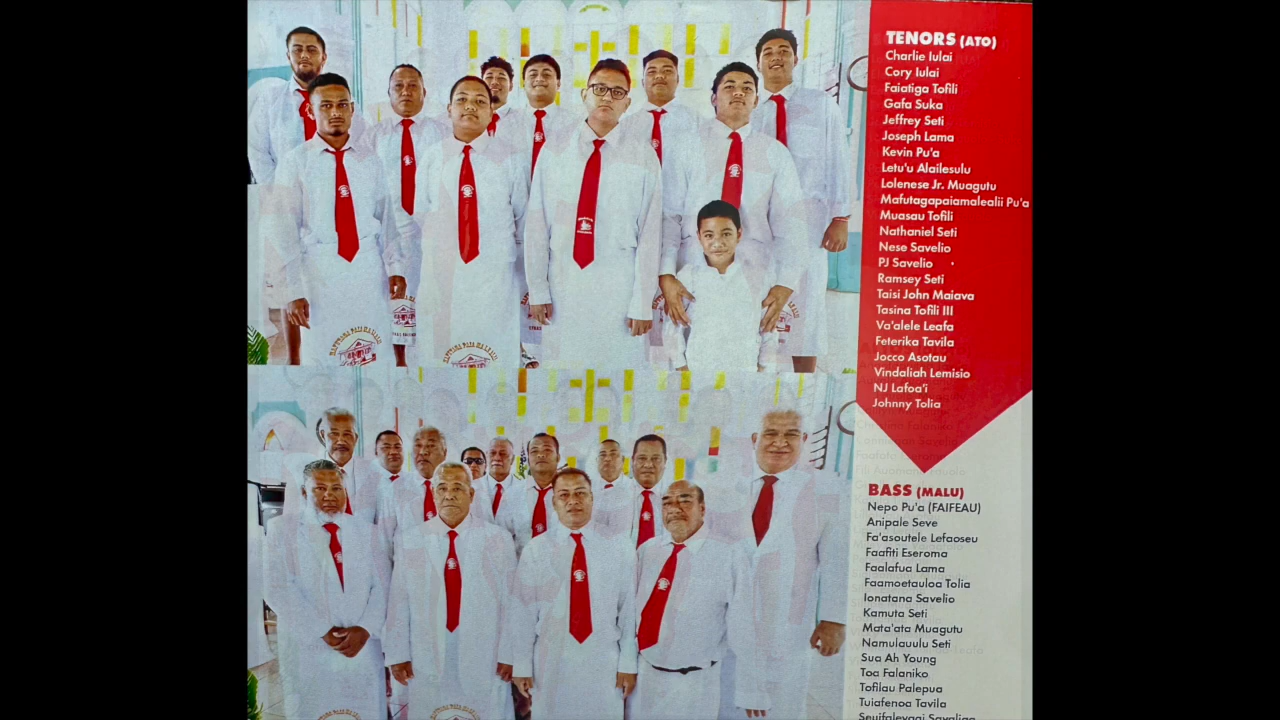 TENORS (ATO)
Charlie Iulai
Cory Iulai
Faiatiga Tofili
Gafa Suka
Jeffrey Seti
Joseph Lama
Kevin Pu'a
Letu'u Alailesulu
Lolenese Jr. Muagutu
Mafutagapaiamalealii Pu'a
Muasau Tofili
Nathaniel Seti
Nese Savelio
PJ Savelio
Ramsey Seti
Taisi John Maiava
Tasina Tofili III
Va'alele Leafa
Feterika Tavila
Jocco Asotau
Vindaliah Lemisio
NJ Lafoa'i
Johnny Tolia
BASS (MALU)
Nepo Pu'a (FAIFEAU)
Anipale Seve
Fa'asoutele Lefaoseu
Faafiti Eseroma
Faalafua Lama
Faamoetauloa Tolia
Ionatana Savelio
Kamuta Seti
Mata'ata Muagutu
Namulauulu Seti
Sua Ah Young
Toa Falaniko
Tofilau Palepua
Tuiafenoa Tavila